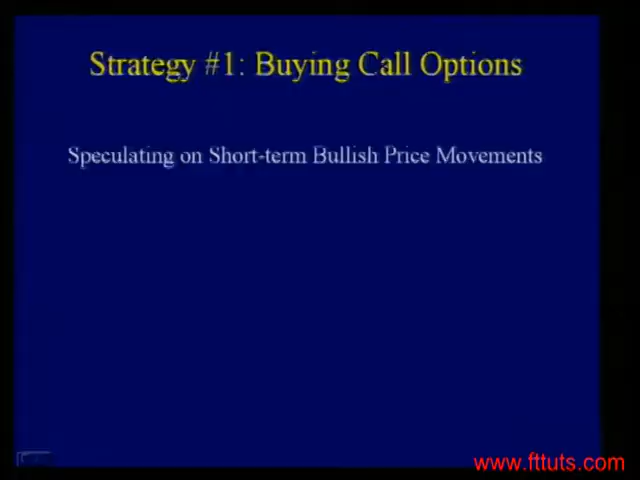 Strategy #1: Buying Call Options
Speculating on Short-term Bullish Price Movements
www.fttuts.com